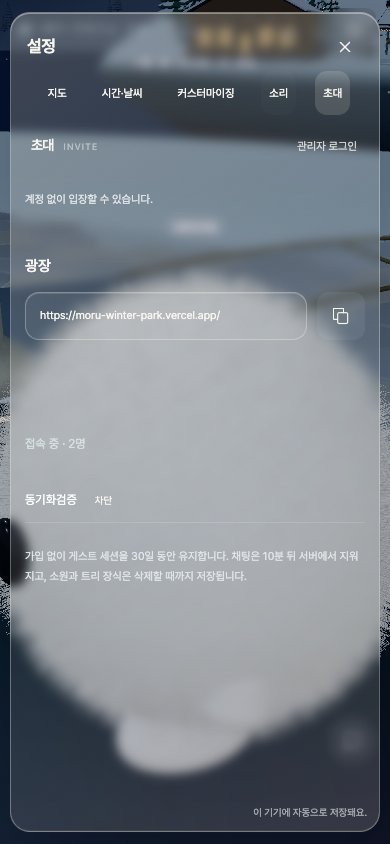 설정
지도
시간·날씨
커스터마이징
소리
초대
초대 INVITE
관리자 로그인
계정 없이 입장할 수 있습니다.
광장
https://moru-winter-park.vercel.app/
접속 중 · 2명
동기화검증 차단
가입 없이 게스트 세션을 30일 동안 유지합니다. 채팅은 10분 뒤 서버에서 지워
지고, 소원과 트리 장식은 삭제할 때까지 저장됩니다.
이 기기에 자동으로 저장돼요.